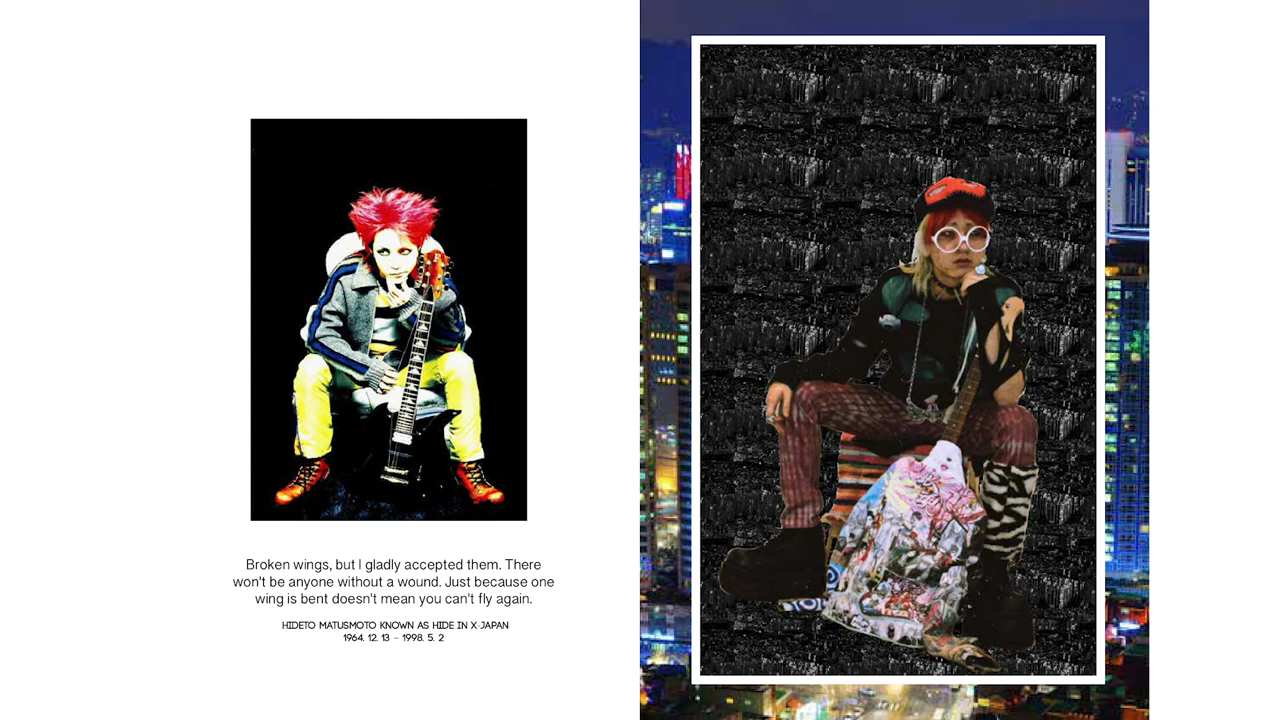 Broken wings, but I gladly accepted them. There
won't be anyone without a wound. Just because one
wing is bent doesn't mean you can't fly again.
HIDETO MATUSMOTO KNOWN AS HIDE IN X-JAPAN
1964. 12. 13 – 1998. 5. 2